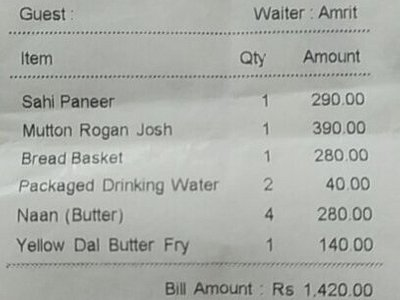 Guest : Waiter : Amrit
Item Qty Amount
Sahi Paneer 1 290.00
Mutton Rogan Josh 1 390.00
Bread Basket 1 280.00
Packaged Drinking Water 2 40.00
Naan (Butter) 4 280.00
Yellow Dal Butter Fry 1 140.00
Bill Amount : Rs 1,420.00